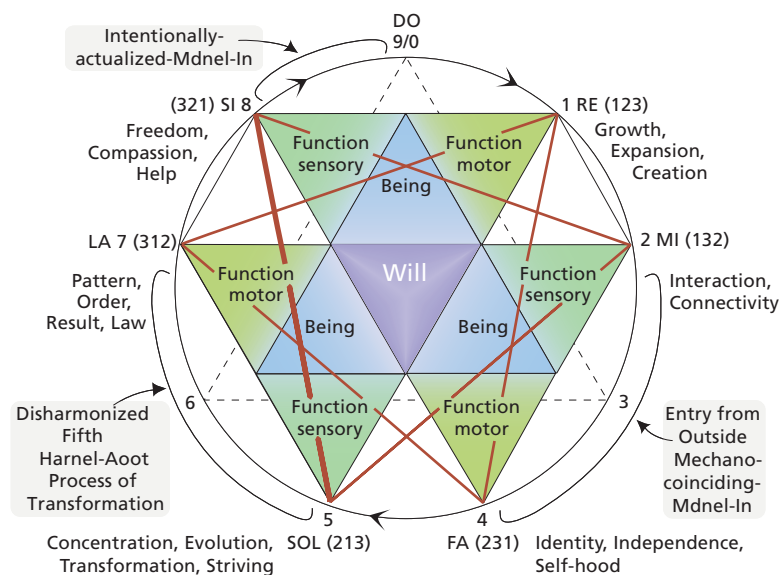 DO
9/0
Intentionally-
actualized-Mdnel-In
(321) SI 8
1 RE (123)
Freedom,
Compassion,
Help
Function
sensory
Function
motor
Growth,
Expansion,
Creation
Being
LA 7 (312)
2 MI (132)
Will
Pattern,
Order,
Result, Law
Function
motor
Function
sensory
Interaction,
Connectivity
Being
Being
6
3
Disharmonized
Fifth
Harnel-Aoot
Process of
Transformation
Function
sensory
Function
motor
Entry from
Outside
Mechano-
coinciding-
Mdnel-In
5
4
Concentration, Evolution,
Transformation, Striving
SOL (213)
FA (231)
Identity, Independence,
Self-hood